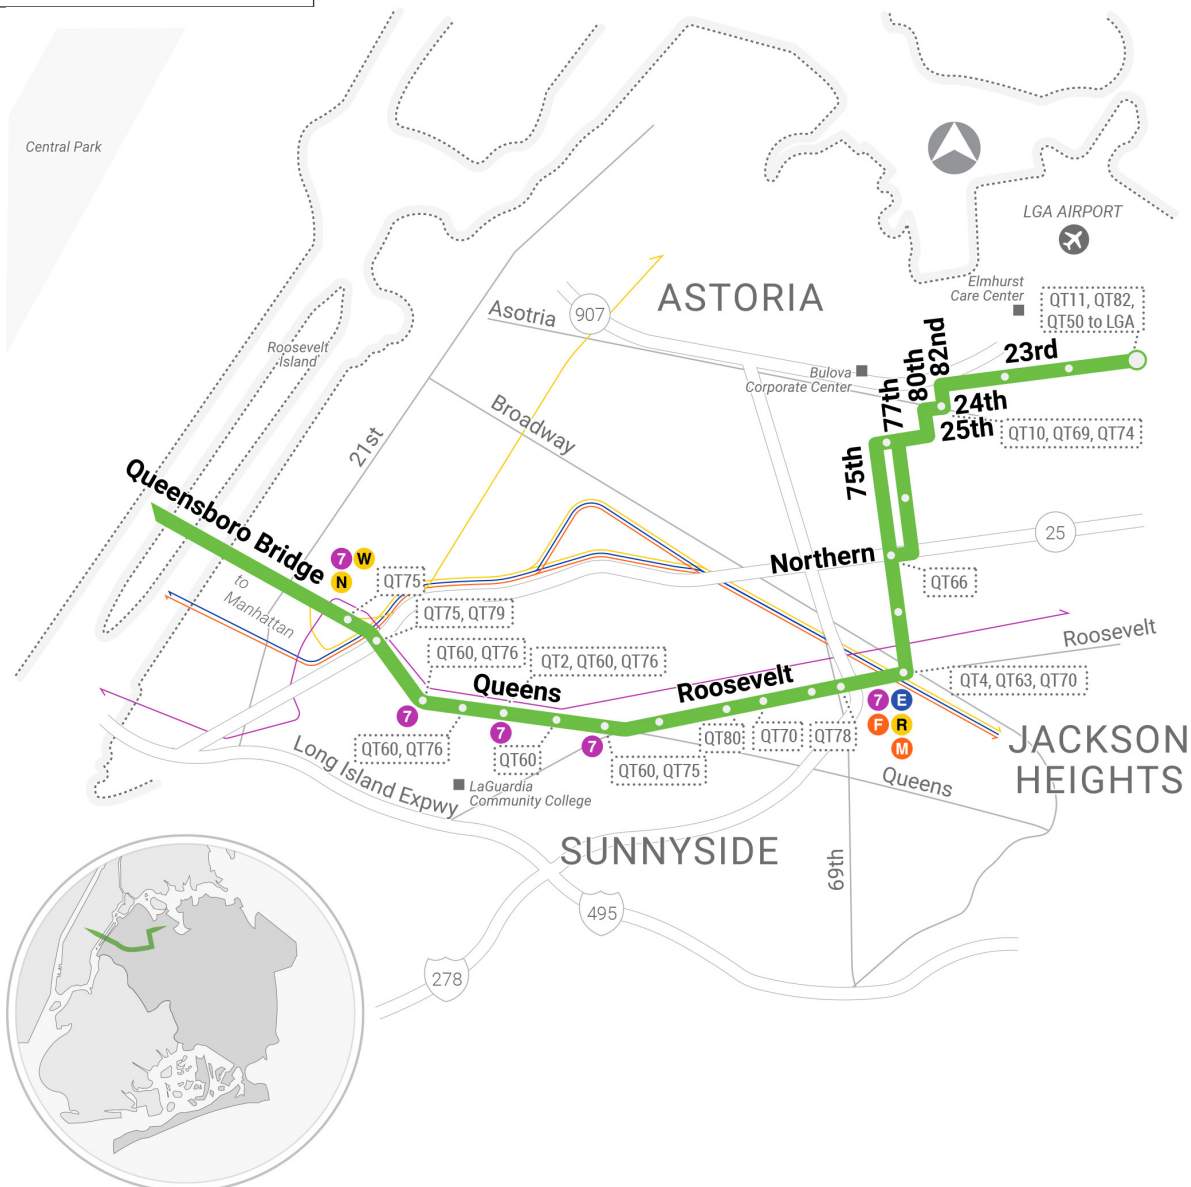 Central Park
LGA AIRPORT
Elmhurst
Care Center
QT11, QT82,
QT50 to LGA
ASTORIA
907
Asotria
Roosevelt
Island
Bulova
Corporate Center
82nd
80th
77th
23rd
24th
25th
QT10, QT69, QT74
75th
Broadway
21st
Queensboro Bridge
to
Manhattan
7
W
N
QT75
QT75, QT79
Northern
25
QT66
Roosevelt
QT60, QT76
QT2, QT60, QT76
Queens
Roosevelt
QT4, QT63, QT70
7
E
F
R
M
7
7
7
QT60, QT76
QT60
QT60, QT75
QT80
QT70
QT78
JACKSON
HEIGHTS
Queens
Long Island Expwy
LaGuardia
Community College
SUNNYSIDE
69th
495
278